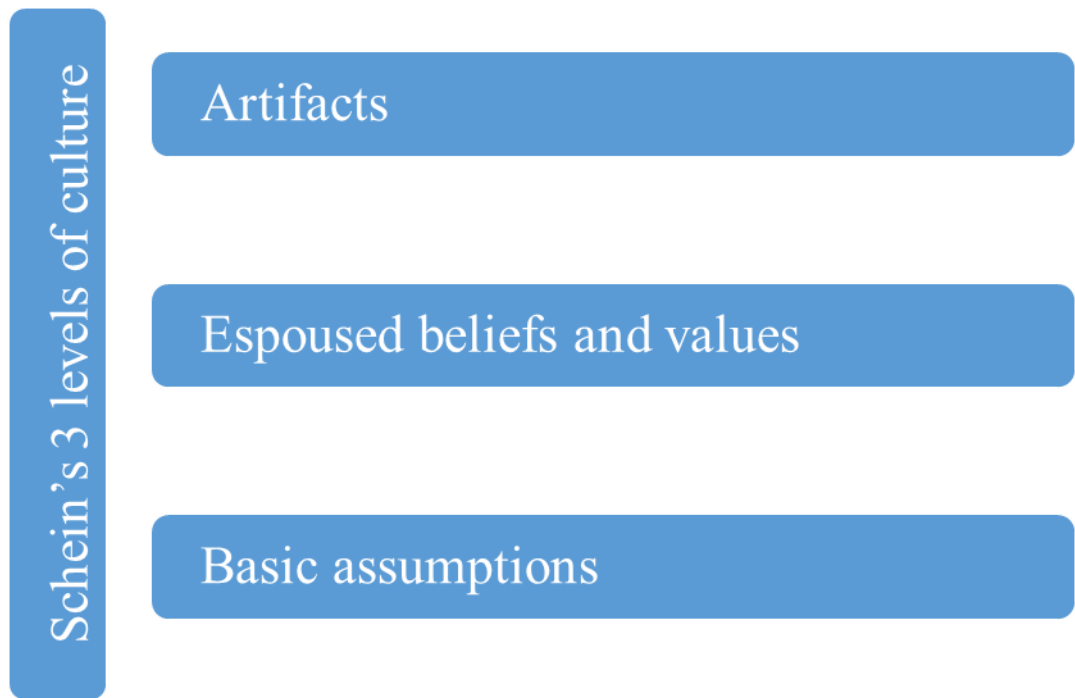 Schein’s 3 levels of culture
Artifacts
Espoused beliefs and values
Basic assumptions